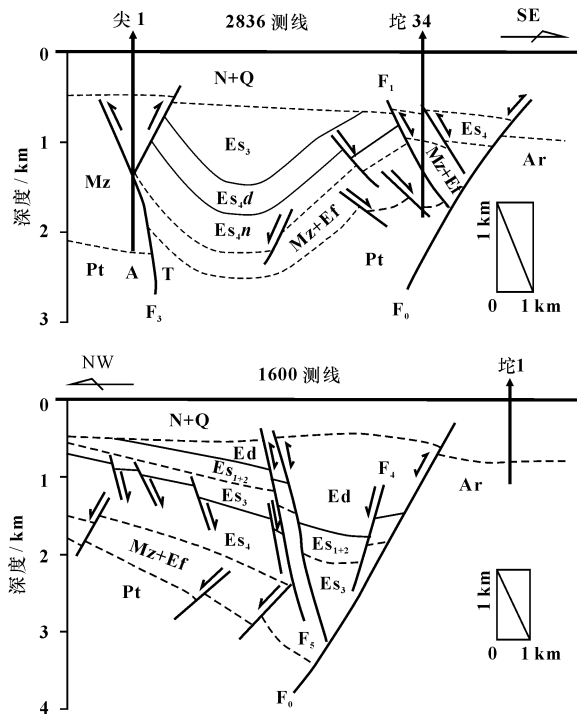 尖 1 2836 测线 坨 34 SE
0
N+Q
F1
Es3 Es4 Ar
1
Mz+Ef
Mz Es4d
Es4n
2
Mz+Ef
Pt A T Pt
F3 F0
3
深度 / km
1 km
0 1 km
NW 1600 测线 坨1
0
N+Q
Ed
F4
Es1+2
Ar
1
Es3 Ed
Es4 Es1+2
2
Mz+Ef
Pt Es3
3
F5
F0
4
深度 / km
1 km
0 1 km